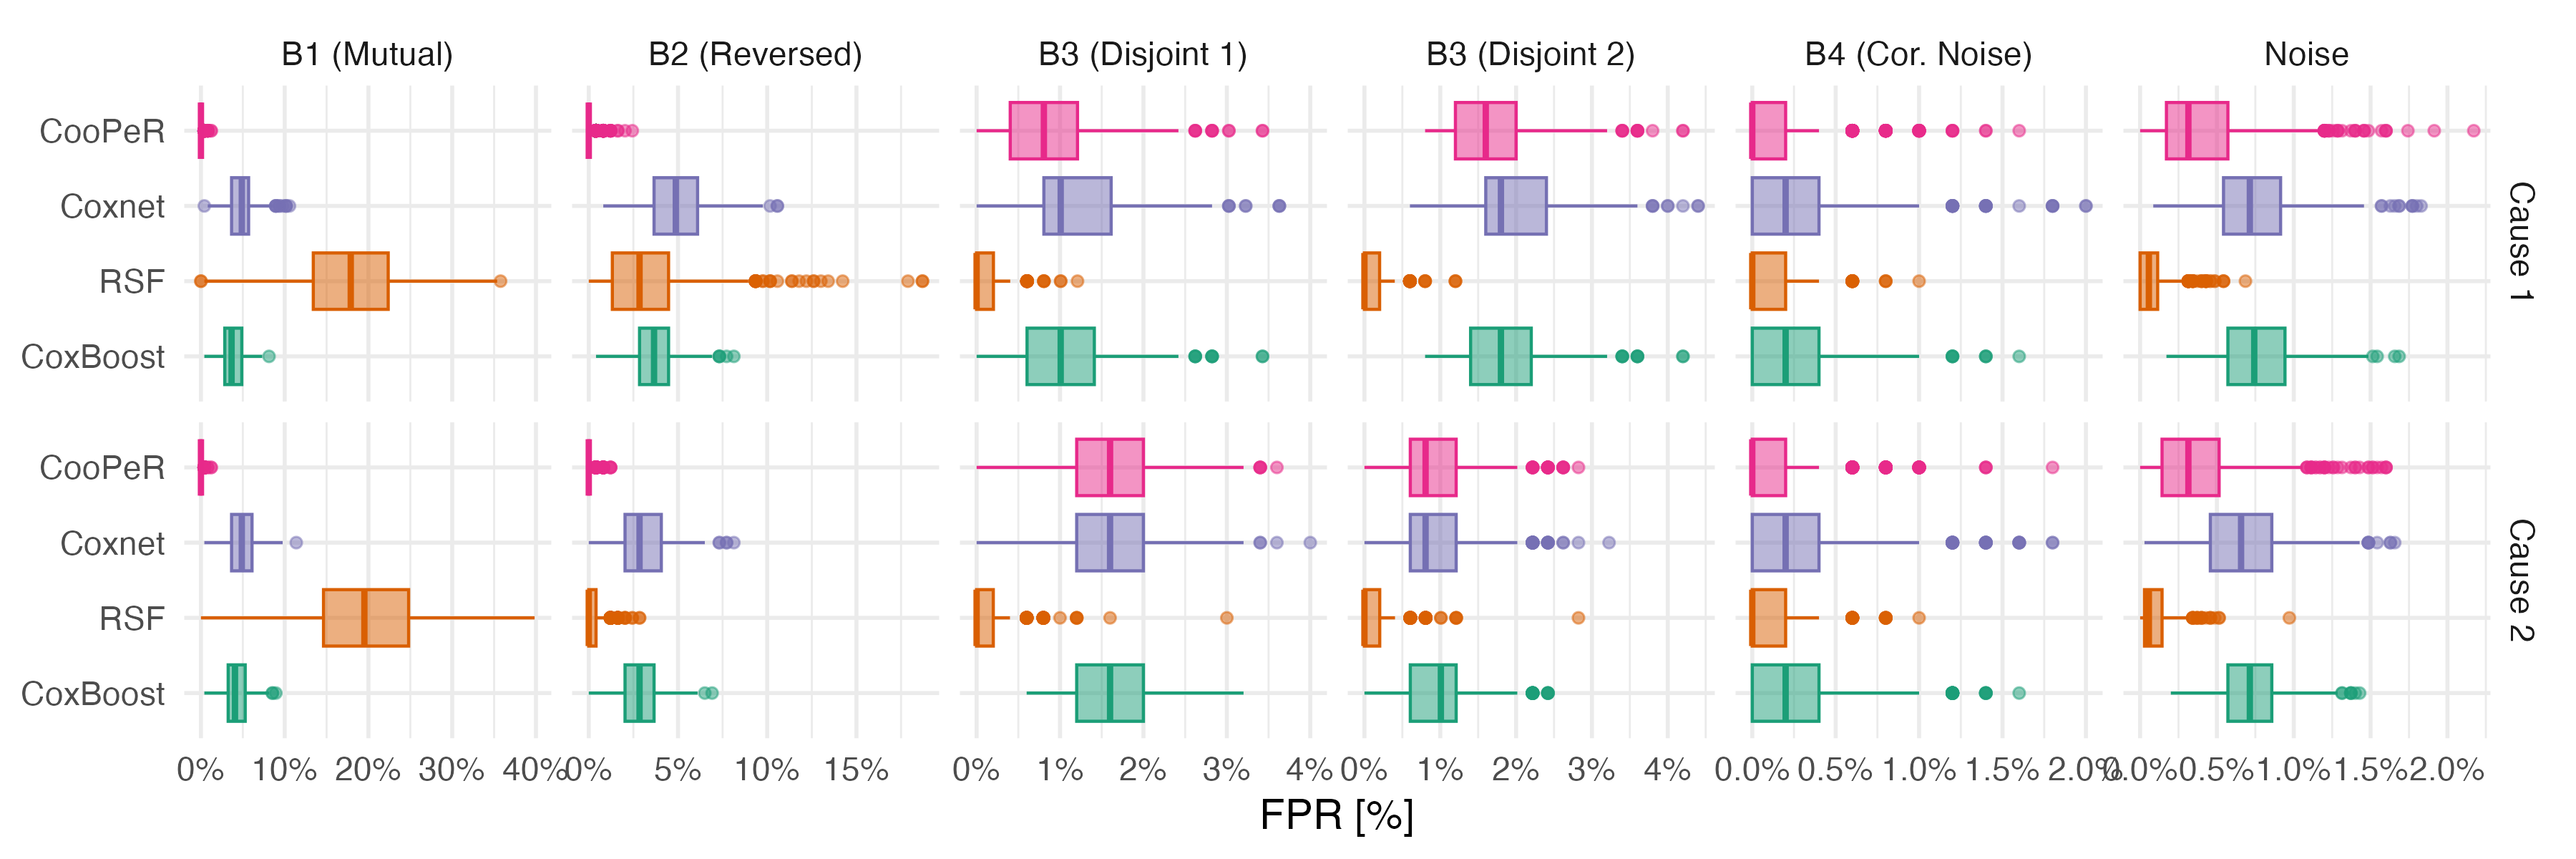 B1 (Mutual) B2 (Reversed) B3 (Disjoint 1) B3 (Disjoint 2) B4 (Cor. Noise) Noise
CooPeR
Coxnet
RSF
CoxBoost
Cause 1
CooPeR
Coxnet
RSF
CoxBoost
Cause 2
0% 10% 20% 30% 40% 0% 5% 10% 15% 0% 1% 2% 3% 4% 0% 1% 2% 3% 4% 0.0% 0.5% 1.0% 1.5% 2.0% 0.0% 0.5% 1.0% 1.5% 2.0%
FPR [%]